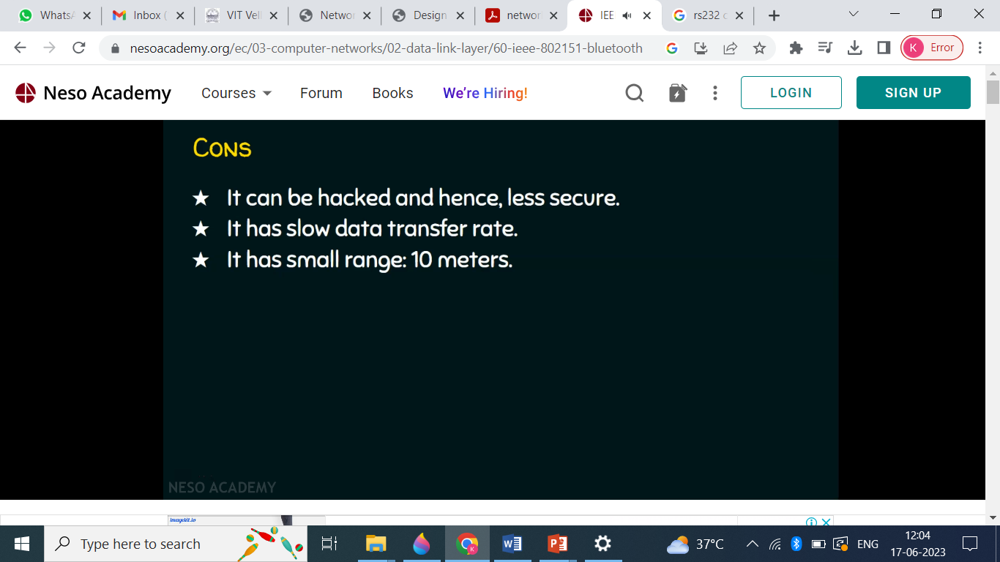 WhatsA
Inbox (
VIT Vell
Networ
Design
networ
IEE
rs232 c
nesoacademy.org/ec/03-computer-networks/02-data-link-layer/60-ieee-802151-bluetooth
K Error
Neso Academy
Courses
Forum
Books
We're Hiring!
LOGIN
SIGN UP
CONS
★ It can be hacked and hence, less secure.
★ It has slow data transfer rate.
★ It has small range: 10 meters.
NESO ACADEMY
imagekit.io
Type here to search
37°C
ENG
12:04
17-06-2023